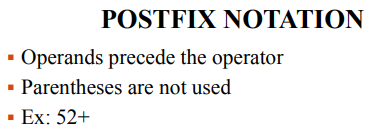 POSTFIX NOTATION
▪ Operands precede the operator
▪ Parentheses are not used
▪ Ex: 52+